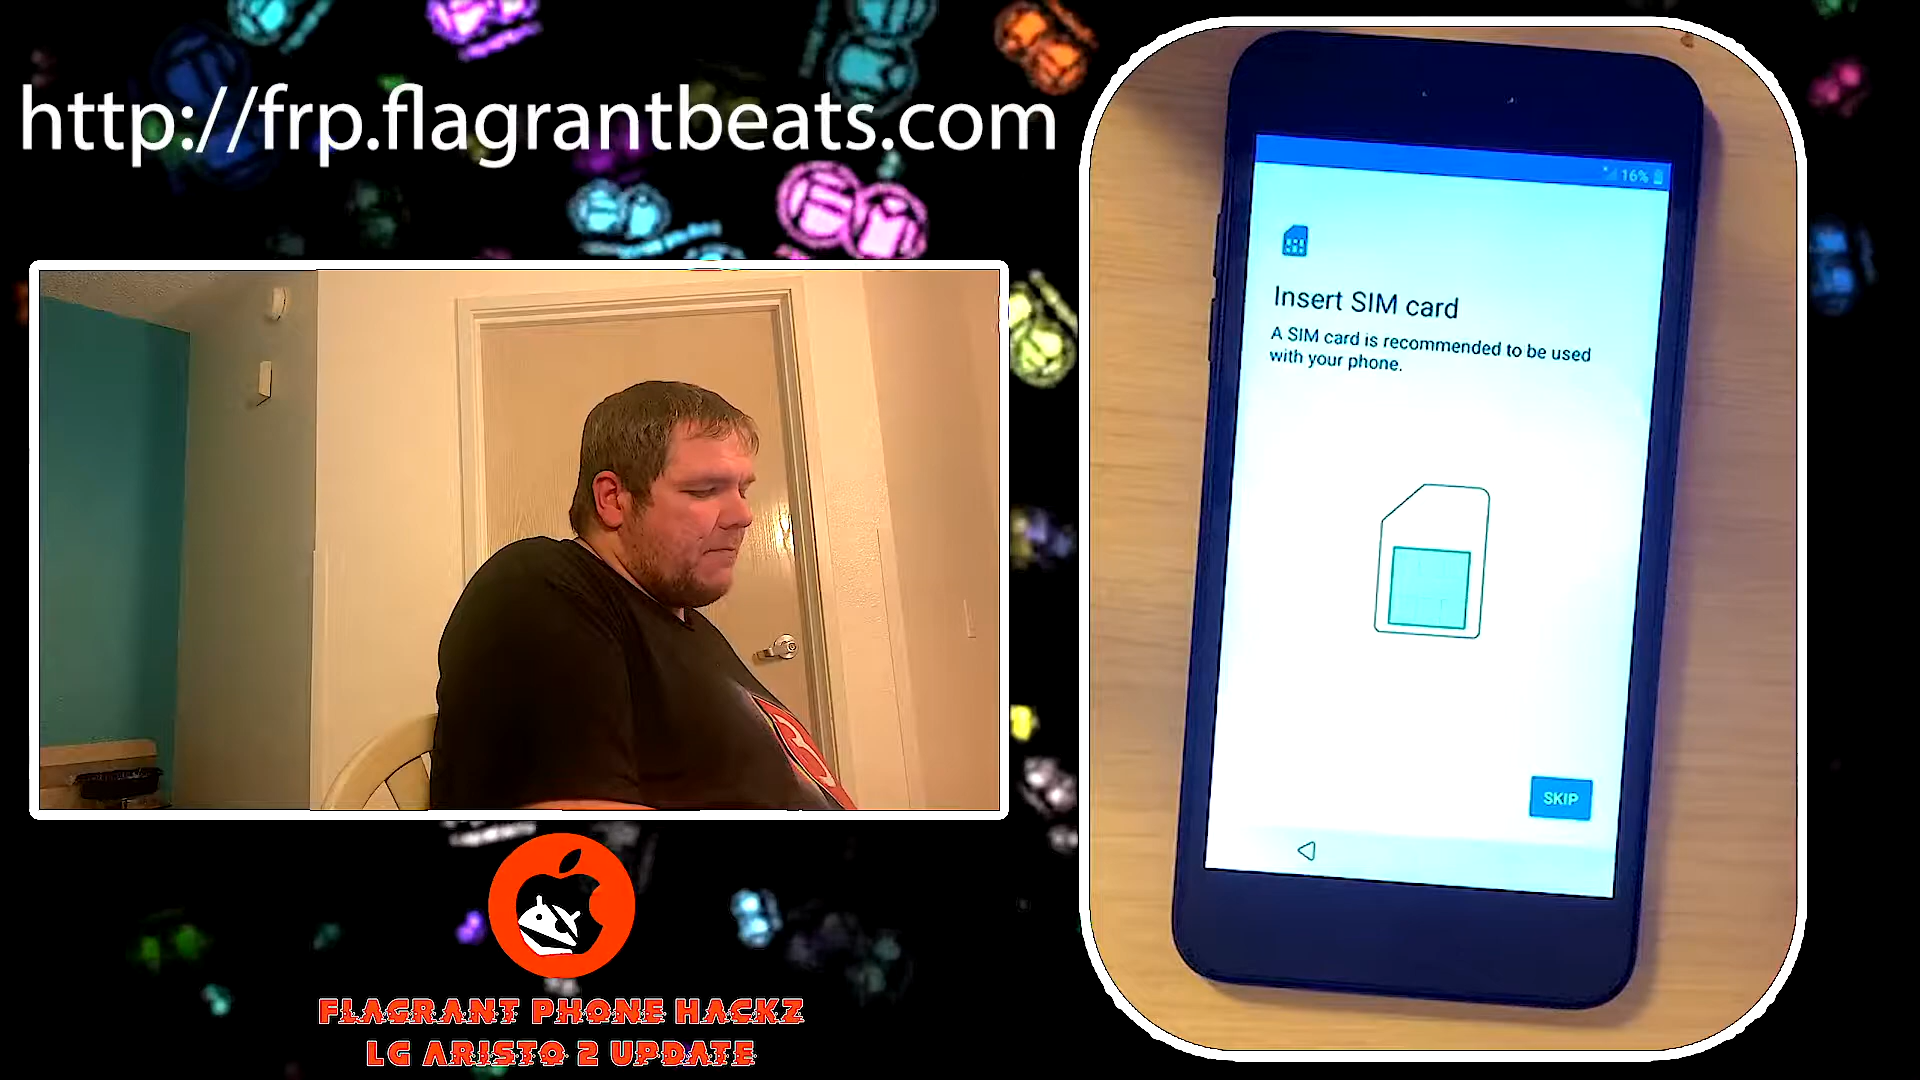 http://frp.flagrantbeats.com
16%
Insert SIM card
A SIM card is recommended to be used
with your phone.
SKIP
FLAGRANT PHONE HACKZ
LG ARISTO 2 UPDATE